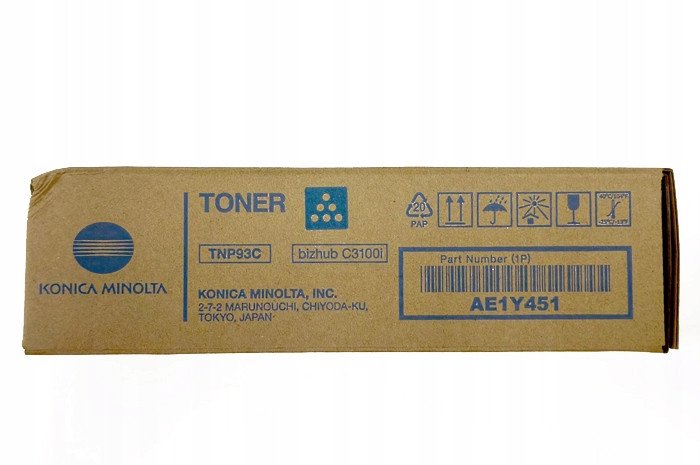 KONICA MINOLTA
TONER
TNP93C
bizhub C3100i
KONICA MINOLTA, INC.
2-7-2 MARUNOUCHI, CHIYODA-KU,
TOKYO, JAPAN
20
PAP
Part Number (1P)
AE1Y451